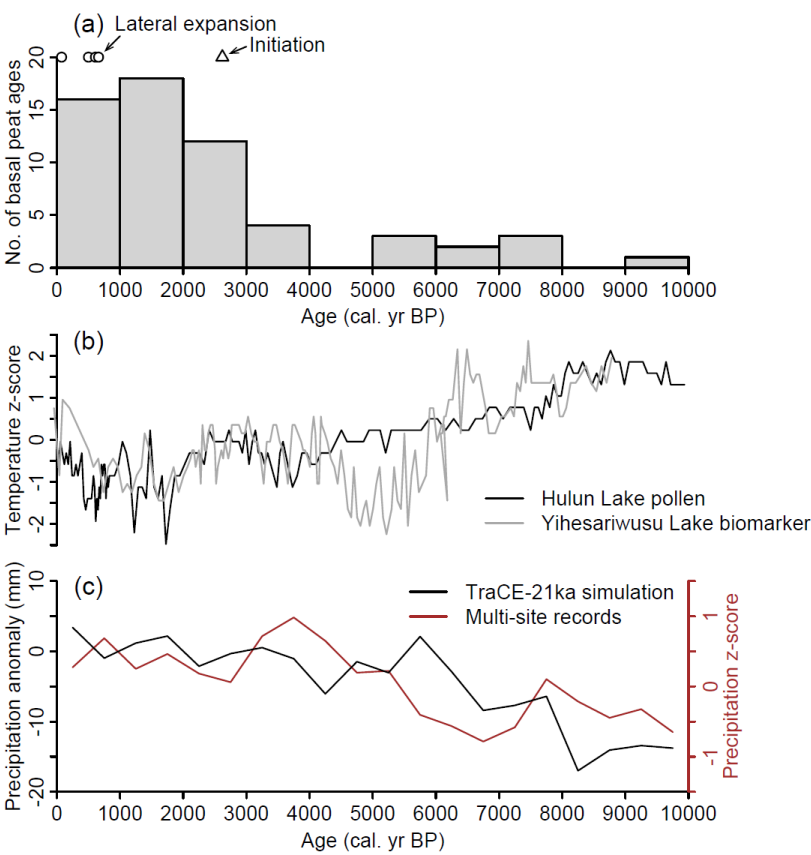 (a)
Lateral expansion
Initiation
No. of basal peat ages
20
15
10
5
0
0 1000 2000 3000 4000 5000 6000 7000 8000 9000 10000
Age (cal. yr BP)
(b)
Temperature z-score
2
1
0
-1
-2
Hulun Lake pollen
Yihesariwusu Lake biomarker
(c)
Precipitation anomaly (mm)
10
0
-10
-20
TraCE-21ka simulation
Multi-site records
1
0
-1
Precipitation z-score
0 1000 2000 3000 4000 5000 6000 7000 8000 9000 10000
Age (cal. yr BP)